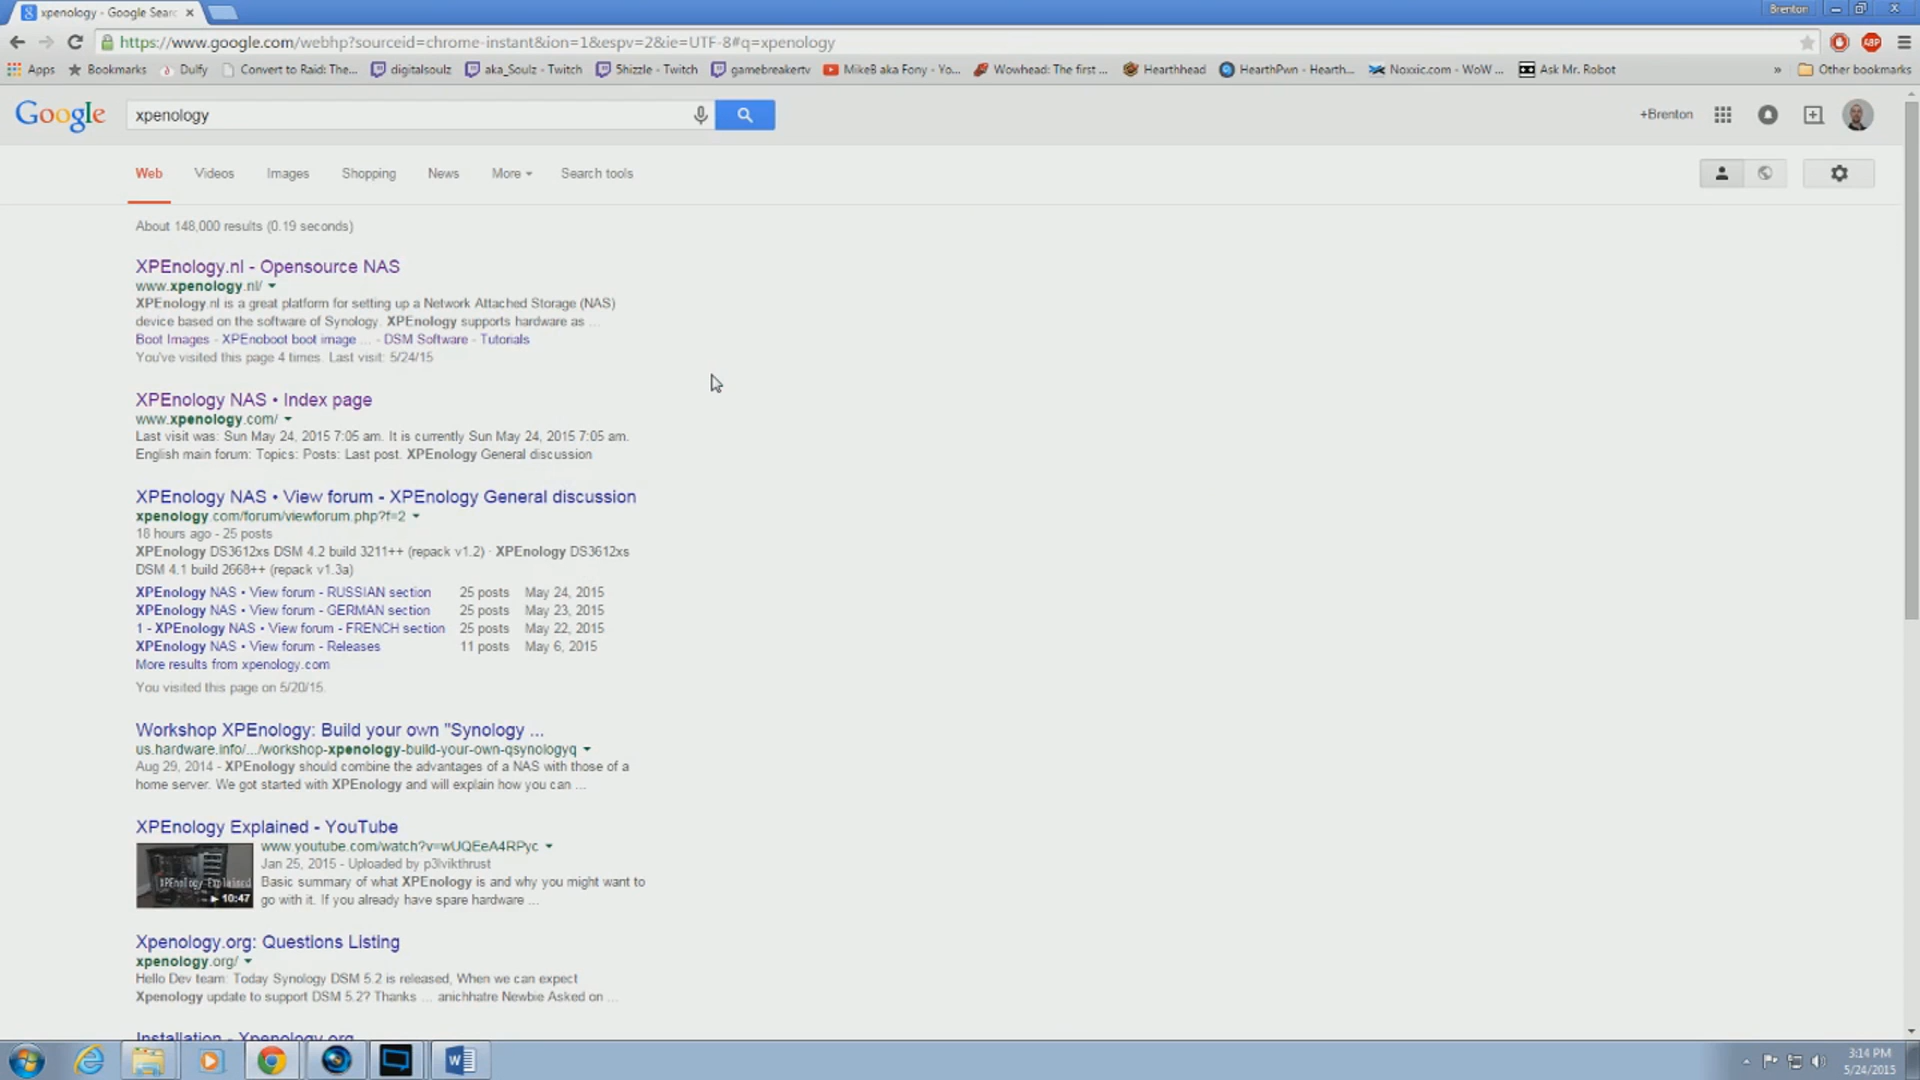 xpenology - Google Sear
Brenton
https://www.google.com/webhp?sourceid=chrome-instant&ion=1&espv=2&ie=UTF-8#q=xpenology
Apps Bookmarks Dulfy Convert to Raid: The... digitalsoulz aka_Soulz - Twitch 5hizzle - Twitch gamebreakertv MikeB aka Fony - Yo... Wowhead: The first ... Hearthhead HearthPwn - Hearth... Noxxic.com - WoW ... Ask Mr. Robot » Other bookmarks
Google xpenology +Brenton
Web Videos Images Shopping News More Search tools
About 148,000 results (0.19 seconds)
XPEnology.nl - Opensource NAS
www.xpenology.nl/
XPEnology.nl is a great platform for setting up a Network Attached Storage (NAS)
device based on the software of Synology. XPEnology supports hardware as ...
Boot Images - XPEnoboot boot image ... - DSM Software - Tutorials
You've visited this page 4 times. Last visit: 5/24/15
XPEnology NAS • Index page
www.xpenology.com/
Last visit was: Sun May 24, 2015 7:05 am. It is currently Sun May 24, 2015 7:05 am.
English main forum: Topics: Posts: Last post. XPEnology General discussion
XPEnology NAS • View forum - XPEnology General discussion
xpenology.com/forum/viewforum.php?f=2
18 hours ago - 25 posts
XPEnology DS3612xs DSM 4.2 build 3211++ (repack v1.2) · XPEnology DS3612xs
DSM 4.1 build 2668++ (repack v1.3a)
XPEnology NAS • View forum - RUSSIAN section 25 posts May 24, 2015
XPEnology NAS • View forum - GERMAN section 25 posts May 23, 2015
1 - XPEnology NAS • View forum - FRENCH section 25 posts May 22, 2015
XPEnology NAS • View forum - Releases 11 posts May 6, 2015
More results from xpenology.com
You visited this page on 5/20/15.
Workshop XPEnology: Build your own "Synology ...
us.hardware.info/.../workshop-xpenology-build-your-own-qsynologyq
Aug 29, 2014 - XPEnology should combine the advantages of a NAS with those of a
home server. We got started with XPEnology and will explain how you can ...
XPEnology Explained - YouTube
www.youtube.com/watch?v=wUQEeA4RPyc
Jan 25, 2015 - Uploaded by p3lvikthrust
Basic summary of what XPEnology is and why you might want to
go with it. If you already have spare hardware ...
XPEnology Explained
10:47
Xpenology.org: Questions Listing
xpenology.org/
Hello Dev team: Today Synology DSM 5.2 is released, When we can expect
Xpenology update to support DSM 5.2? Thanks ... anichhatre Newbie Asked on ...
Installation - Xpenology.org
3:14 PM
5/24/2015